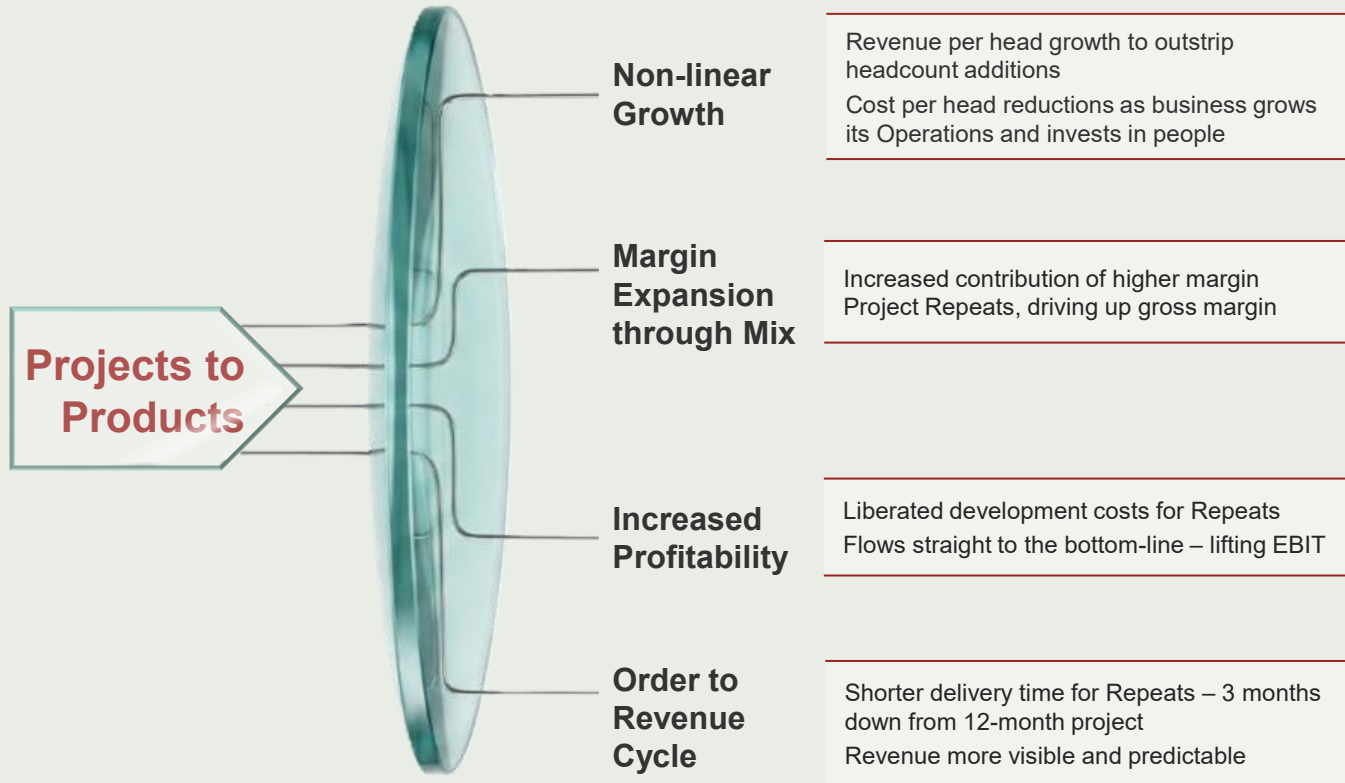 Projects to
Products
Non-linear
Growth
Revenue per head growth to outstrip
headcount additions
Cost per head reductions as business grows
its Operations and invests in people
Margin
Expansion
through Mix
Increased contribution of higher margin
Project Repeats, driving up gross margin
Increased
Profitability
Liberated development costs for Repeats
Flows straight to the bottom-line – lifting EBIT
Order to
Revenue
Cycle
Shorter delivery time for Repeats – 3 months
down from 12-month project
Revenue more visible and predictable